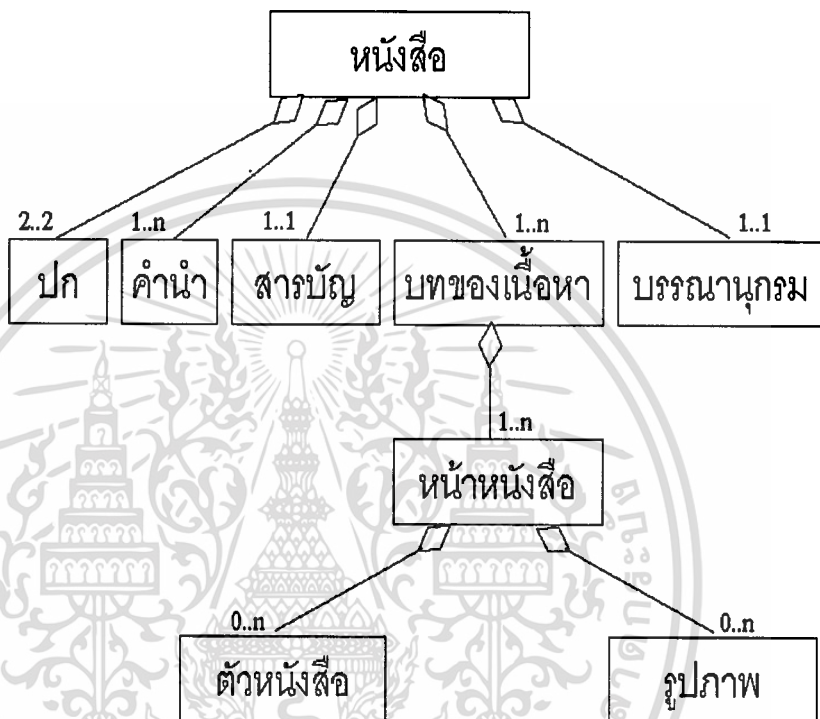 หนังสือ
2..2 1..n 1..1 1..n 1..1
ปก คำนำ สารบัญ บทของเนื้อหา บรรณานุกรม
1..n
หน้าหนังสือ
0..n 0..n
ตัวหนังสือ รูปภาพ